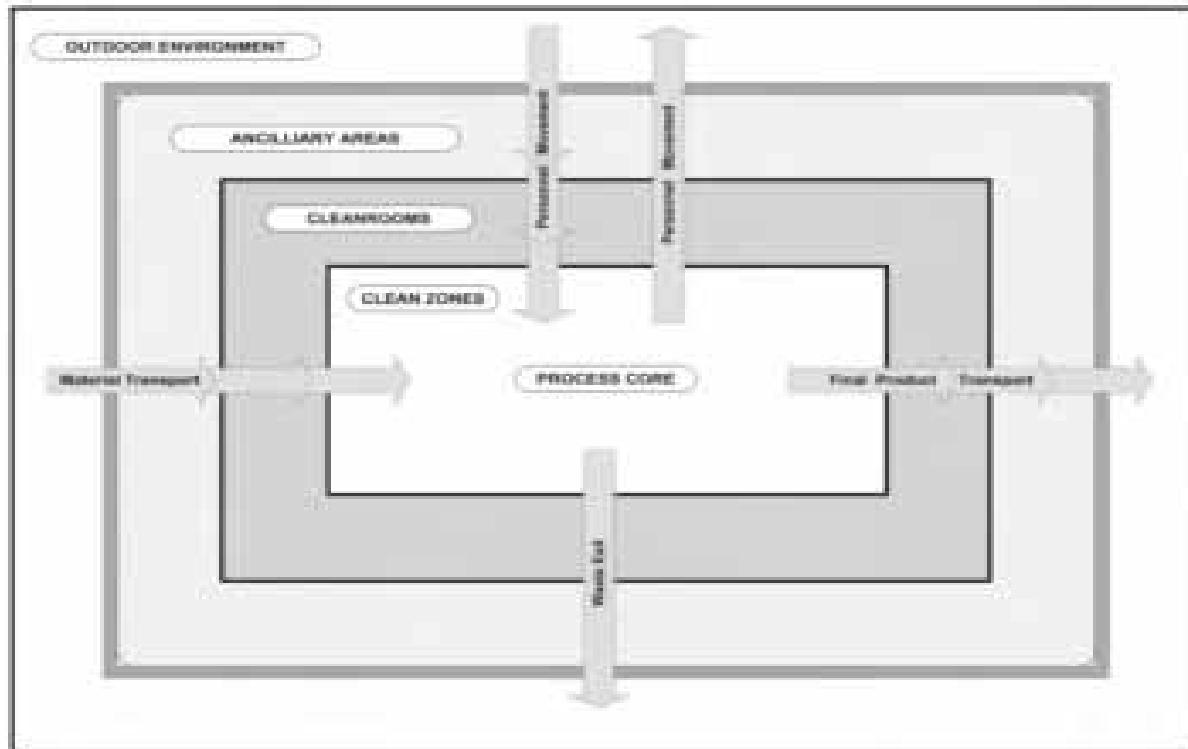 OUTDOOR ENVIRONMENT
ANCILLIARY AREAS
CLEANROOMS
CLEAN ZONES
PROCESS CORE
Personnel Movement
Personnel Movement
Material Transport
Final Product Transport
Waste Exit